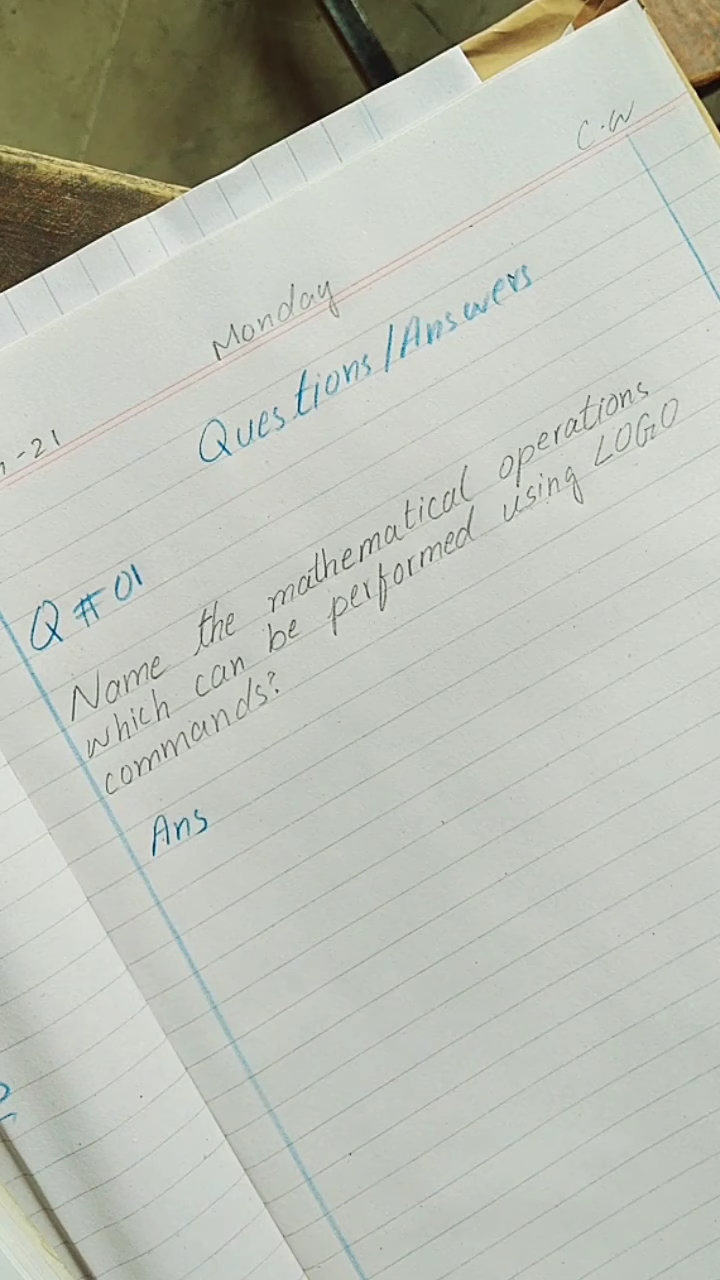 C.W
Monday
-21
Questions/Answers
Q # 01
Name the mathematical operations
which can be performed using LOGO
commands?
Ans